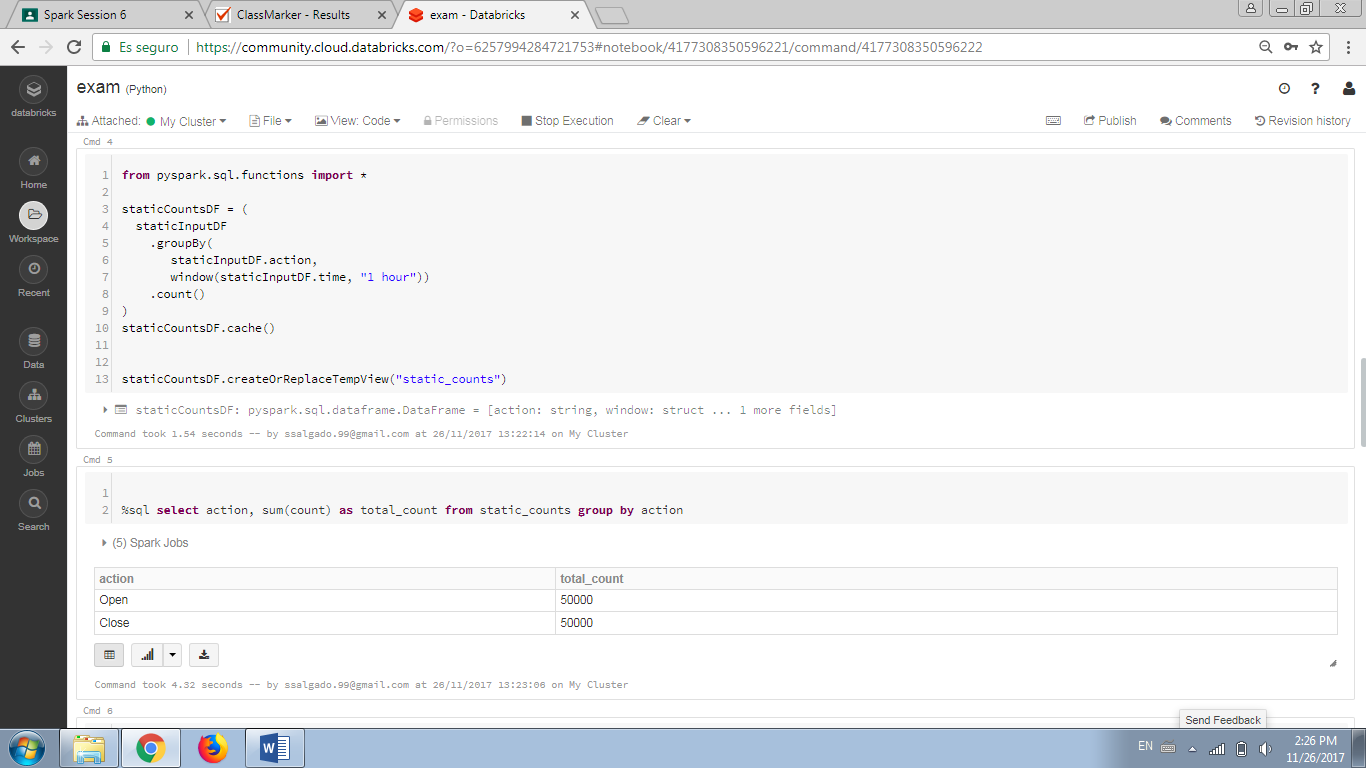 Spark Session 6
ClassMarker - Results
exam - Databricks
Es seguro https://community.cloud.databricks.com/?o=6257994284721753#notebook/4177308350596221/command/4177308350596222
databricks
Home
Workspace
Recent
Data
Clusters
Jobs
Search
exam (Python)
Attached: My Cluster File View: Code Permissions Stop Execution Clear Publish Comments Revision history
Cmd 4
1 from pyspark.sql.functions import *
2
3 staticCountsDF = (
4 staticInputDF
5 .groupBy(
6 staticInputDF.action,
7 window(staticInputDF.time, "1 hour"))
8 .count()
9 )
10 staticCountsDF.cache()
11
12
13 staticCountsDF.createOrReplaceTempView("static_counts")
staticCountsDF: pyspark.sql.dataframe.DataFrame = [action: string, window: struct ... 1 more fields]
Command took 1.54 seconds -- by ssalgado.99@gmail.com at 26/11/2017 13:22:14 on My Cluster
Cmd 5
1
2 %sql select action, sum(count) as total_count from static_counts group by action
(5) Spark Jobs
action total_count
Open 50000
Close 50000
Command took 4.32 seconds -- by ssalgado.99@gmail.com at 26/11/2017 13:23:06 on My Cluster
Cmd 6
Send Feedback
EN
2:26 PM
11/26/2017